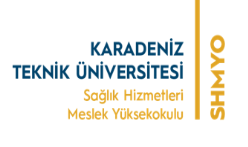 KARADENİZ
TEKNİK ÜNİVERSİTESİ
Sağlık Hizmetleri
Meslek Yüksekokulu
SHMYO